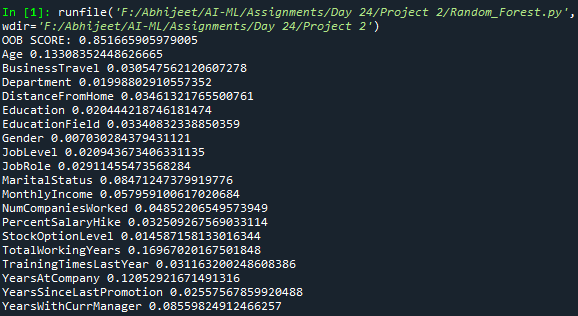 In [1]: runfile('F:/Abhijeet/AI-ML/Assignments/Day 24/Project 2/Random_Forest.py',
wdir='F:/Abhijeet/AI-ML/Assignments/Day 24/Project 2')
OOB SCORE: 0.851665905979005
Age 0.13308352448626665
BusinessTravel 0.030547562120607278
Department 0.01998802910557352
DistanceFromHome 0.03461321765500761
Education 0.020444218746181474
EducationField 0.03340832338850359
Gender 0.007030284379431121
JobLevel 0.020943673406331135
JobRole 0.02911455473568284
MaritalStatus 0.08471247379919776
MonthlyIncome 0.057959100617020684
NumCompaniesWorked 0.04852206549573949
PercentSalaryHike 0.032509267569033114
StockOptionLevel 0.014587158133016344
TotalWorkingYears 0.16967020167501848
TrainingTimesLastYear 0.031163200248608386
YearsAtCompany 0.12052921671491316
YearsSinceLastPromotion 0.02557567859920488
YearsWithCurrManager 0.08559824912466257